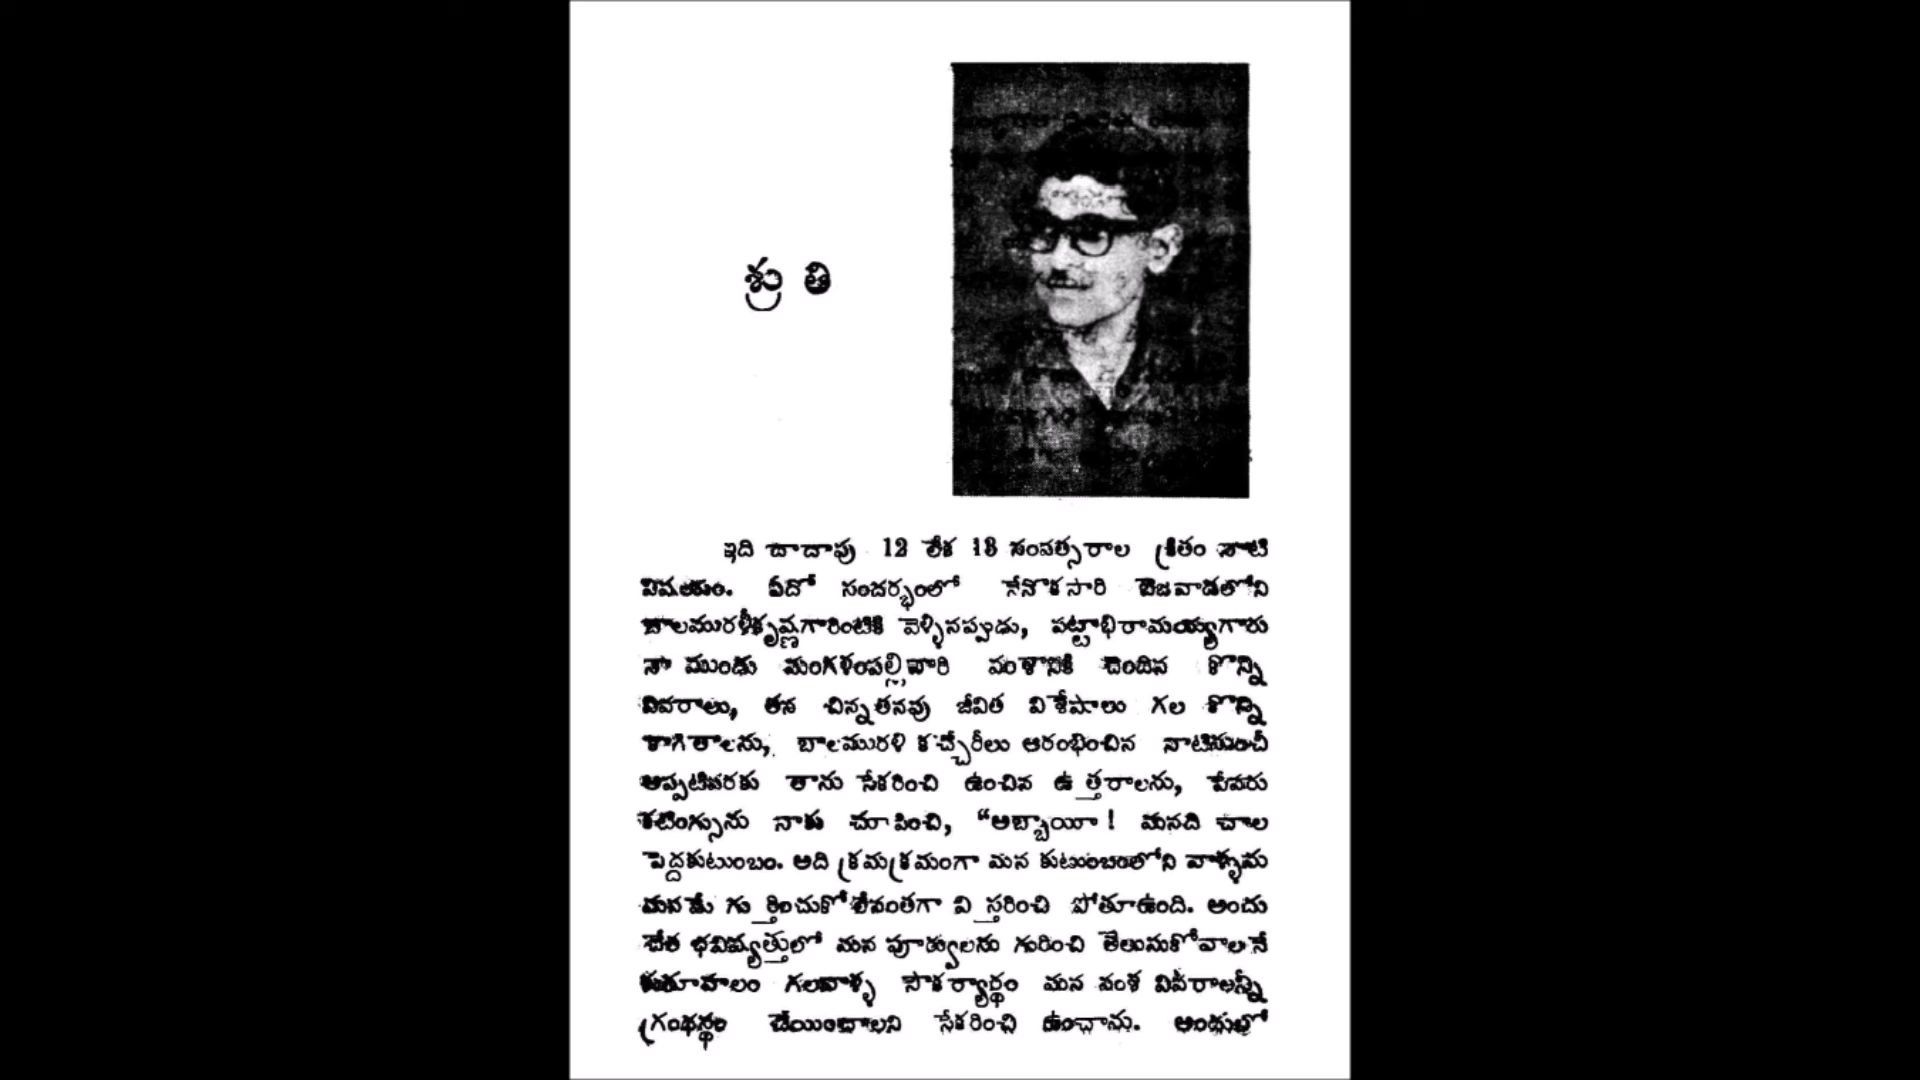 శ్రుతి
ఇది దాదాపు 12 లేక 13 సంవత్సరాల క్రితం నాటి
విషయం. ఏదో సందర్భంలో నేనొకసారి బెజవాడలోని
బాలమురళీకృష్ణగారింటికి వెళ్ళినప్పుడు, పట్టాభిరామయ్యగారు
నా ముందు మంగళంపల్లివారి వంశానికి చెందిన కొన్ని
వివరాలు, తన చిన్నతనపు జీవిత విశేషాలు గల కొన్ని
కాగితాలను, బాలమురళి కచ్చేరీలు ఆరంభించిన నాటినుంచీ
అప్పటివరకు తాను సేకరించి ఉంచిన ఉత్తరాలను, పేపరు
కటింగ్సును నాకు చూపించి, “అబ్బాయీ! మనది చాల
పెద్దకుటుంబం. అది క్రమక్రమంగా మన కుటుంబంలోని వాళ్ళను
మనమే గుర్తించుకోలేనంతగా విస్తరించి పోతూఉంది. అందు
చేత భవిష్యత్తులో మన పూర్వులను గురించి తెలుసుకోవాలనే
కుతూహలం గలవాళ్ళ సౌకర్యార్థం మన వంశ వివరాలన్నీ
గ్రంథస్థం చేయించాలని సేకరించి ఉంచాను. అందులో